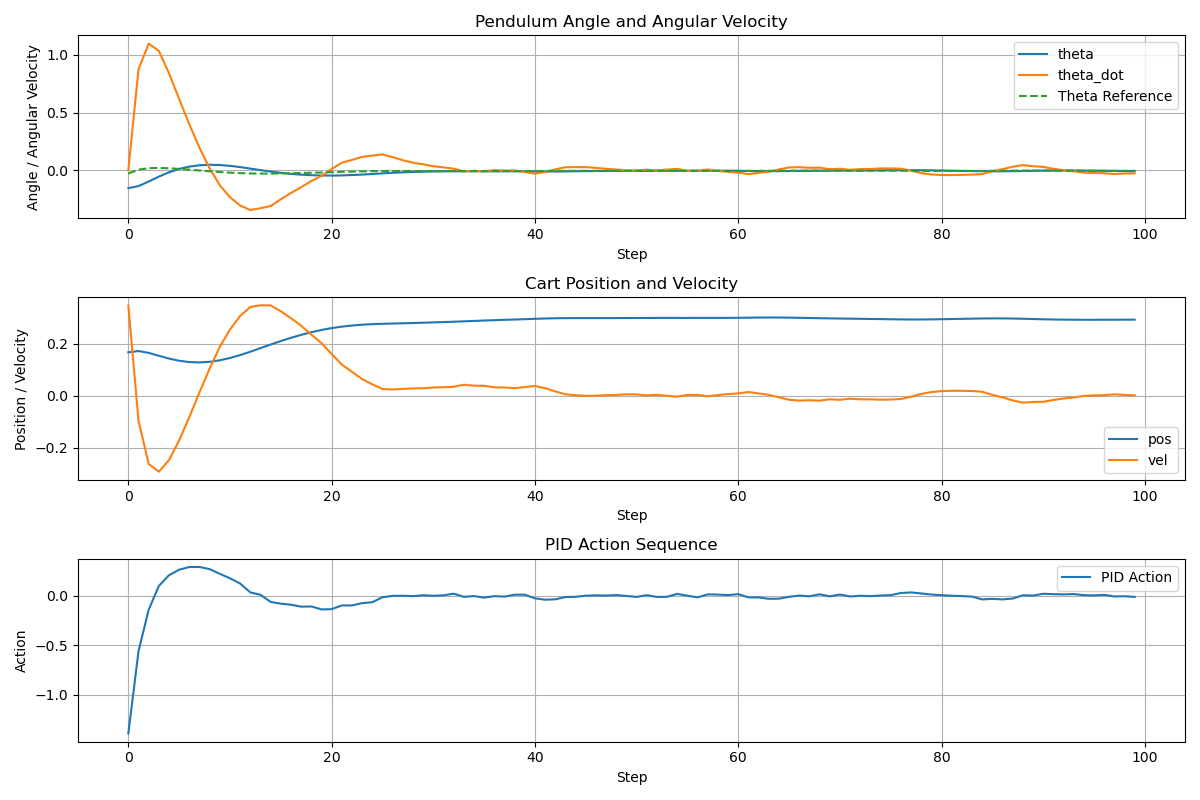 Pendulum Angle and Angular Velocity
Angle / Angular Velocity
1.0
0.5
0.0
theta
theta_dot
Theta Reference
0 20 40 60 80 100
Step
Cart Position and Velocity
Position / Velocity
0.2
0.0
−0.2
pos
vel
0 20 40 60 80 100
Step
PID Action Sequence
Action
0.0
−0.5
−1.0
PID Action
0 20 40 60 80 100
Step